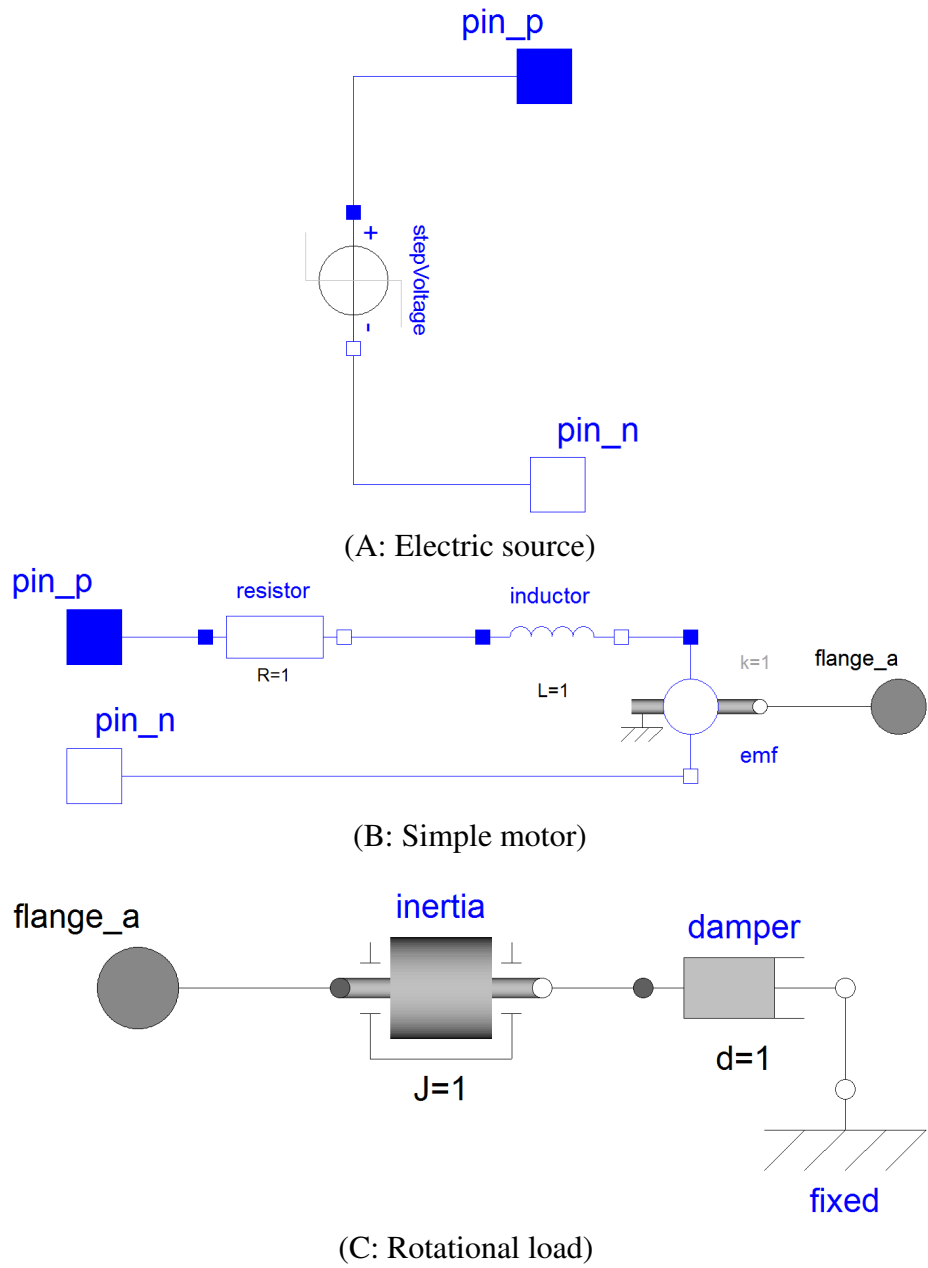 pin_p
+
stepVoltage
-
pin_n
(A: Electric source)
pin_p
resistor
inductor
R=1
L=1
k=1
flange_a
pin_n
emf
(B: Simple motor)
flange_a
inertia
damper
J=1
d=1
fixed
(C: Rotational load)